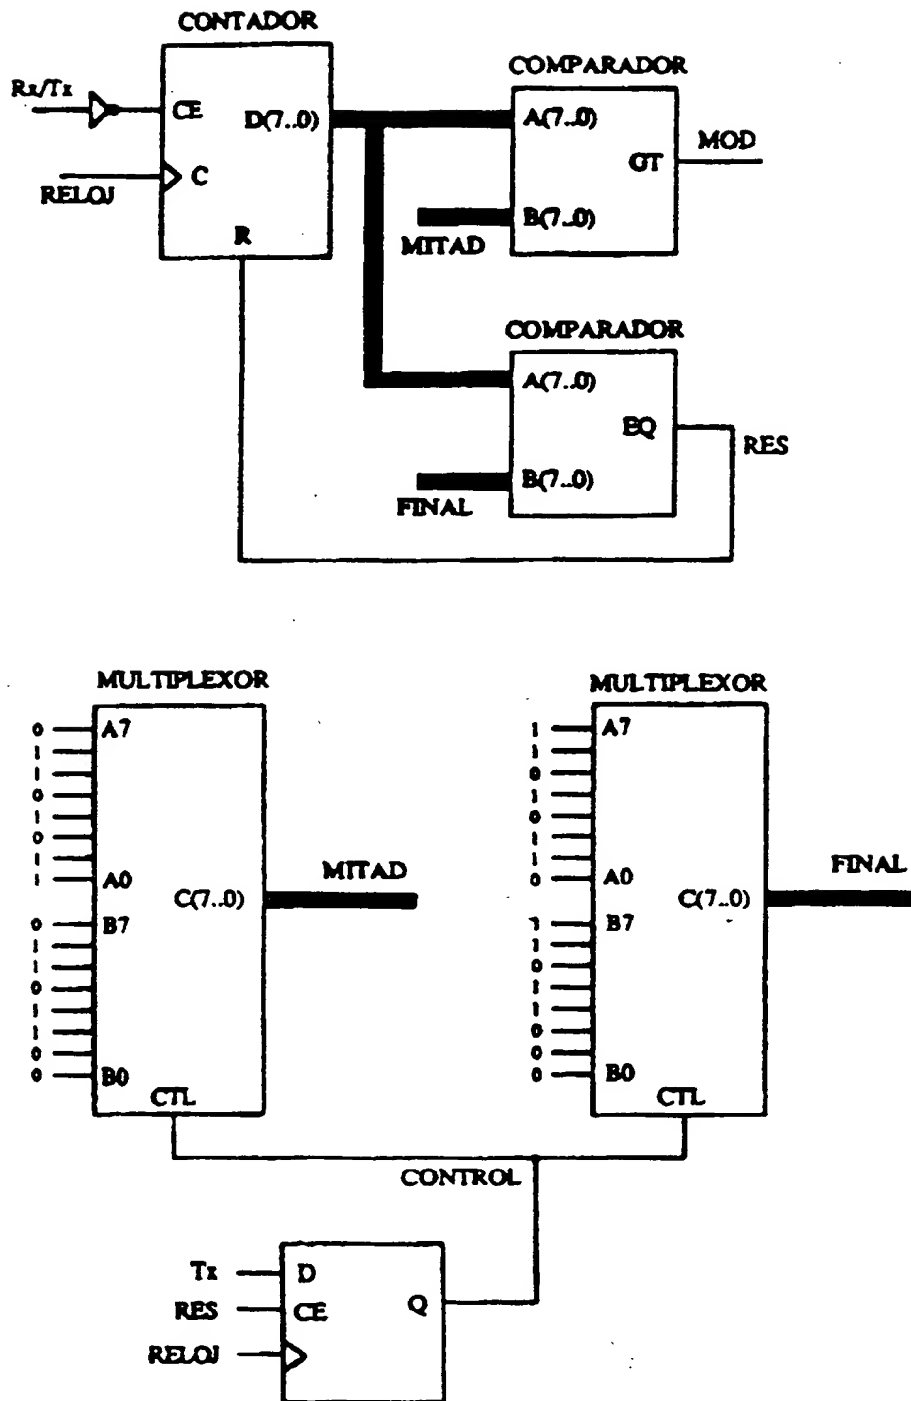 CONTADOR
Rx/Tx
CE
D(7..0)
RELOJ
C
R
COMPARADOR
A(7..0)
GT
MOD
B(7..0)
MITAD
COMPARADOR
A(7..0)
EQ
RES
B(7..0)
FINAL
MULTIPLEXOR
0 A7
1
1
0
1
0
1
1 A0
C(7..0)
MITAD
0 B7
1
1
0
1
1
0
0 B0
CTL
MULTIPLEXOR
1 A7
1
0
1
0
1
1
0 A0
C(7..0)
FINAL
1 B7
1
0
1
1
0
0
0 B0
CTL
CONTROL
Tx D
RES CE
Q
RELOJ